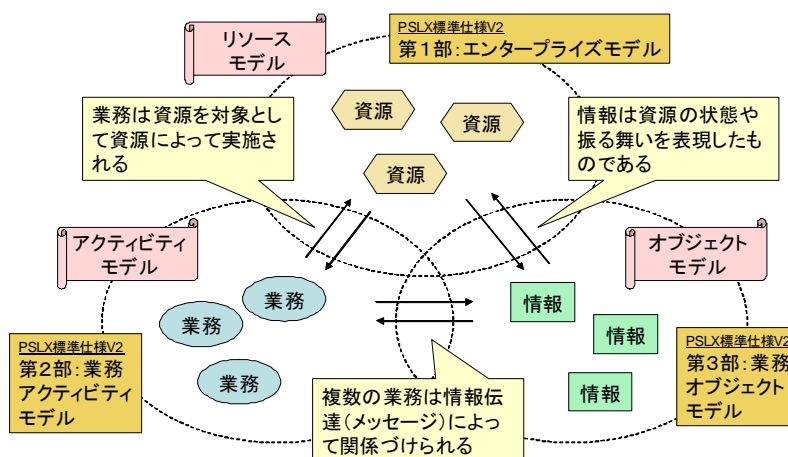 リソース
モデル
PSLX標準仕様V2
第1部:エンタープライズモデル
業務は資源を対象とし
て資源によって実施さ
れる
資源
資源
資源
情報は資源の状態や
振る舞いを表現したも
のである
アクティビティ
モデル
オブジェクト
モデル
業務
業務
業務
情報
情報
情報
PSLX標準仕様V2
第2部:業務
アクティビティ
モデル
複数の業務は情報伝
達(メッセージ)によっ
て関係づけられる
PSLX標準仕様V2
第3部:業務
オブジェクト
モデル